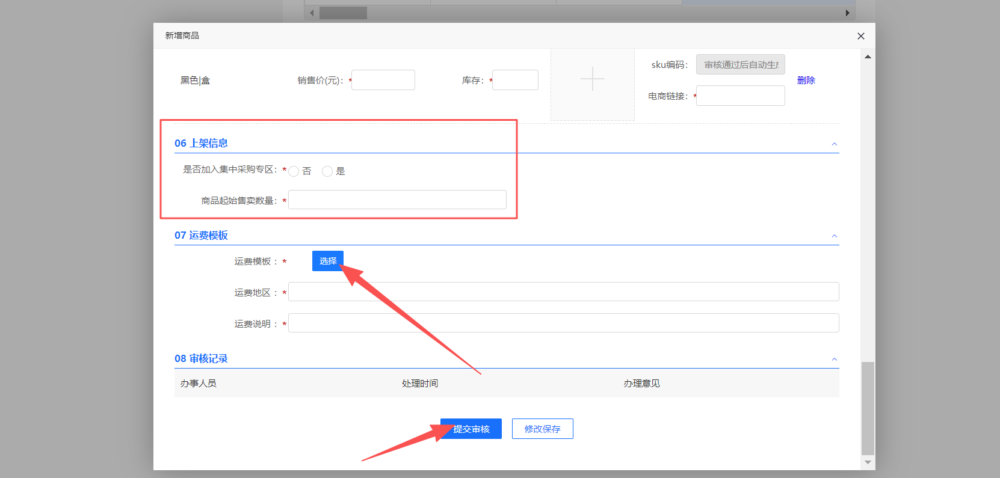 新增商品
黑色|盒
销售价(元)： *
库存： *
sku编码： 审核通过后自动生
电商链接： *
删除
06 上架信息
是否加入集中采购专区： * 否 是
商品起始售卖数量： *
07 运费模板
运费模板 ： * 选择
运费地区 ： *
运费说明 ： *
08 审核记录
办事人员 处理时间 办理意见
提交审核 修改保存